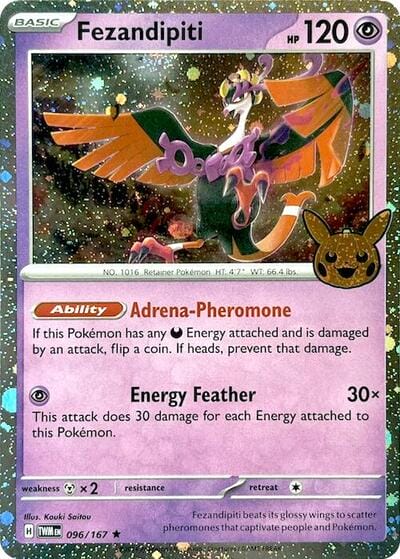 BASIC
Fezandipiti
HP 120
NO. 1016 Retainer Pokémon HT: 4'7" WT: 66.4 lbs.
Ability Adrena-Pheromone
If this Pokémon has any Energy attached and is damaged
by an attack, flip a coin. If heads, prevent that damage.
Energy Feather 30×
This attack does 30 damage for each Energy attached to
this Pokémon.
weakness ×2 resistance retreat
Illus. Kouki Saitou
Fezandipiti beats its glossy wings to scatter
pheromones that captivate people and Pokémon.
H TWM EN 096/167 ★